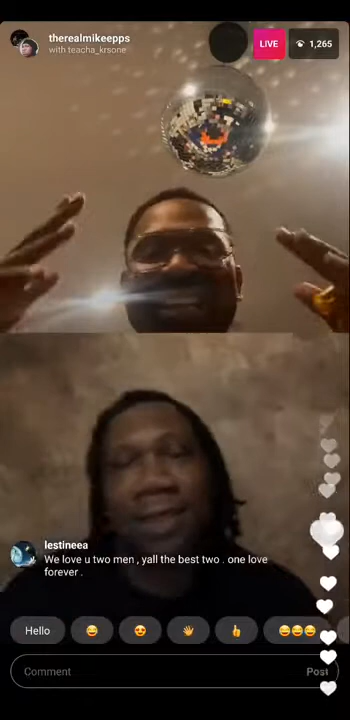 therealmikeepps
with teacha_krsone
LIVE
1,265
lestineea
We love u two men , yall the best two . one love
forever .
Hello
Comment
Post